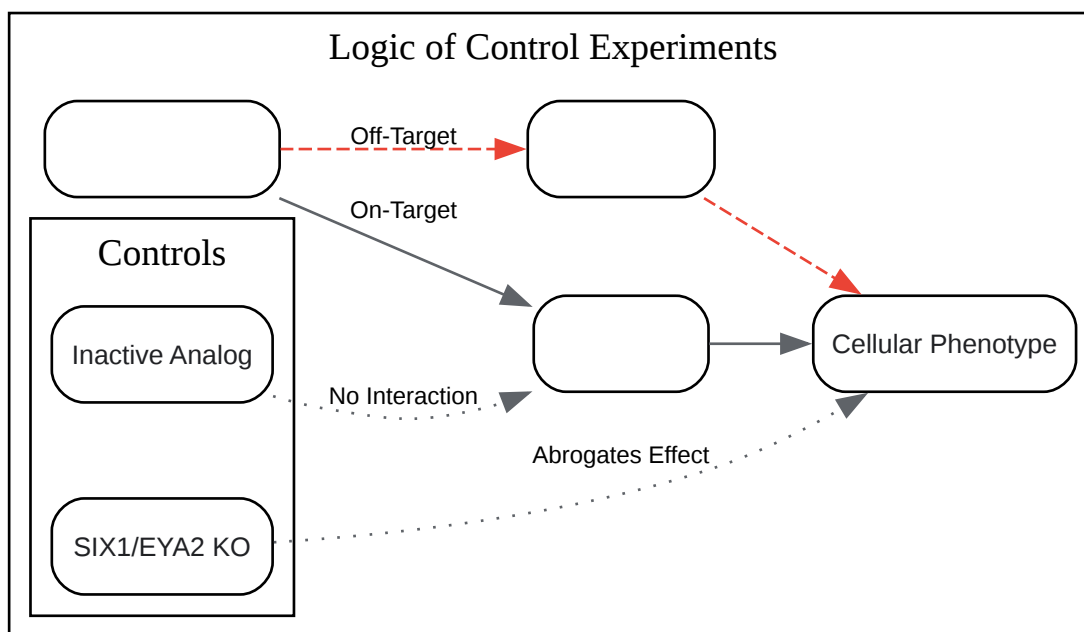 Logic of Control Experiments
Off-Target
On-Target
Controls
Inactive Analog
Cellular Phenotype
No Interaction
Abrogates Effect
SIX1/EYA2 KO